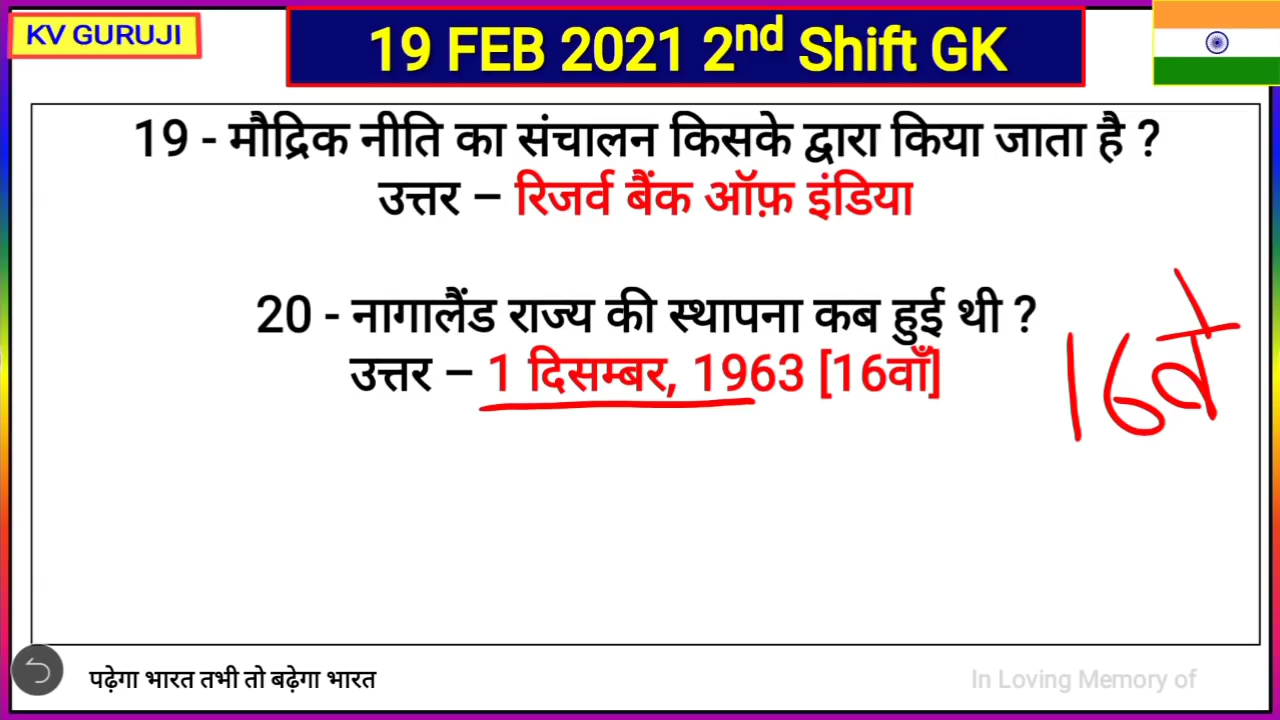 KV GURUJI
19 FEB 2021 2nd Shift GK
19 - मौद्रिक नीति का संचालन किसके द्वारा किया जाता है ?
उत्तर – रिजर्व बैंक ऑफ़ इंडिया
20 - नागालैंड राज्य की स्थापना कब हुई थी ?
उत्तर – 1 दिसम्बर, 1963 [16वाँ]
16वे
पढ़ेगा भारत तभी तो बढ़ेगा भारत
In Loving Memory of